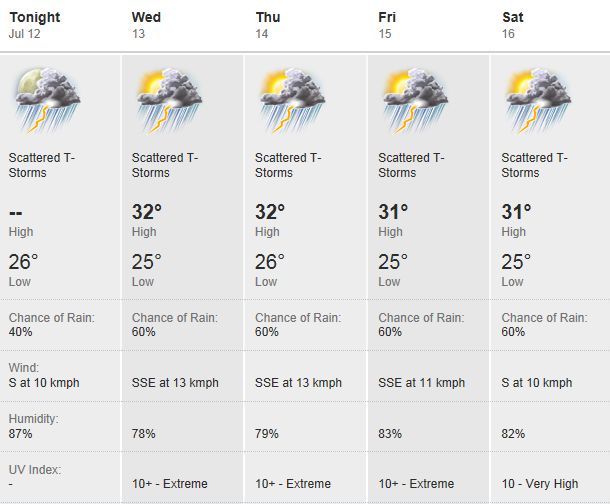 Tonight Wed Thu Fri Sat
Jul 12 13 14 15 16
Scattered T- Scattered T- Scattered T- Scattered T- Scattered T-
Storms Storms Storms Storms Storms
-- 32° 32° 31° 31°
High High High High High
26° 25° 26° 25° 25°
Low Low Low Low Low
Chance of Rain: Chance of Rain: Chance of Rain: Chance of Rain: Chance of Rain:
40% 60% 60% 60% 60%
Wind:
S at 10 kmph SSE at 13 kmph SSE at 13 kmph SSE at 11 kmph S at 10 kmph
Humidity:
87% 78% 79% 83% 82%
UV Index:
- 10+ - Extreme 10+ - Extreme 10+ - Extreme 10 - Very High